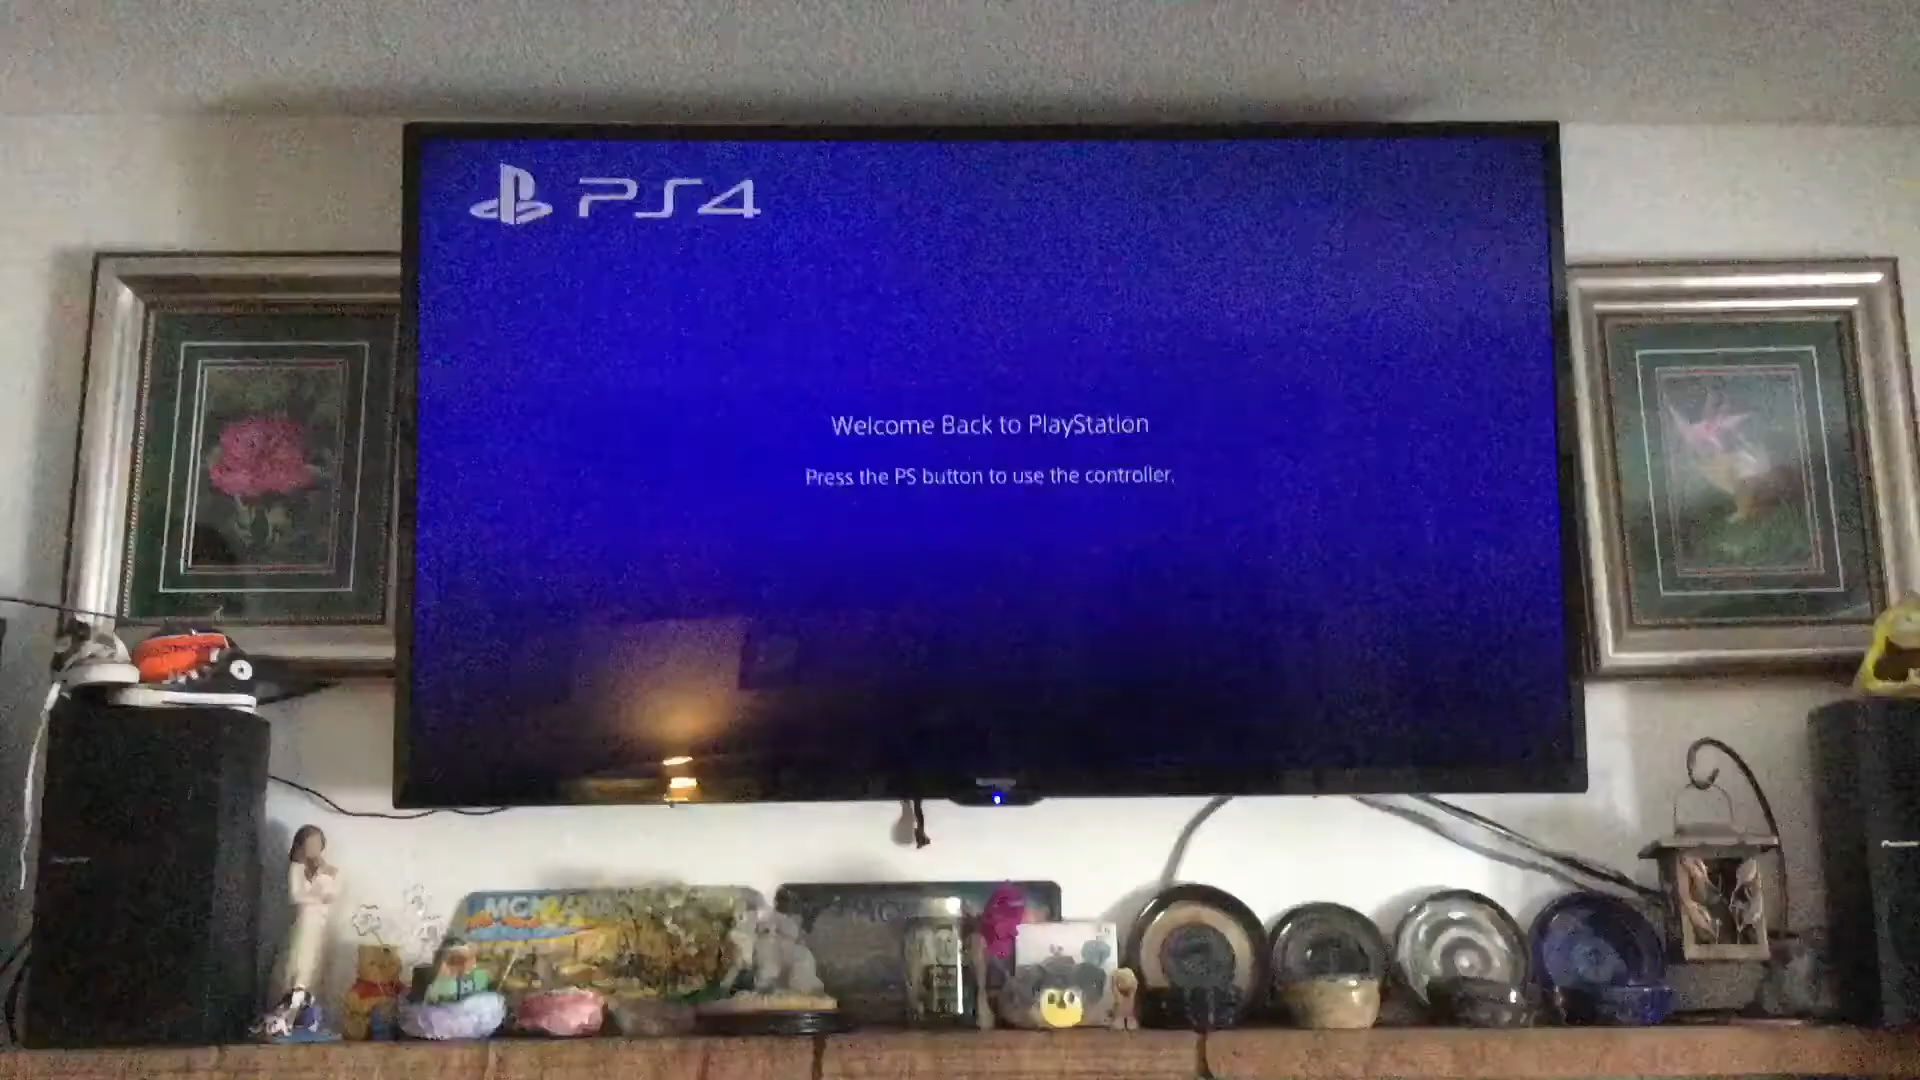 PS4
Welcome Back to PlayStation
Press the PS button to use the controller.